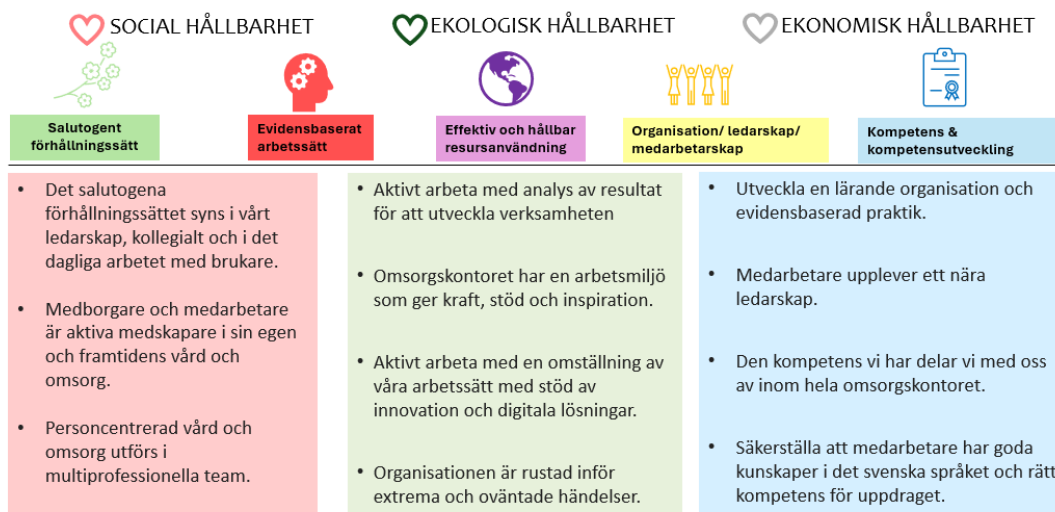 SOCIAL HÅLLBARHET
EKOLOGISK HÅLLBARHET
EKONOMISK HÅLLBARHET
Salutogent
förhållningssätt
Evidensbaserat
arbetssätt
Effektiv och hållbar
resursanvändning
Organisation/ ledarskap/
medarbetarskap
Kompetens &
kompetensutveckling
• Det salutogena
förhållningssättet syns i vårt
ledarskap, kollegialt och i det
dagliga arbetet med brukare.
• Medborgare och medarbetare
är aktiva medskapare i sin egen
och framtidens vård och
omsorg.
• Personcentrerad vård och
omsorg utförs i
multiprofessionella team.
• Aktivt arbeta med analys av resultat
för att utveckla verksamheten
• Omsorgskontoret har en arbetsmiljö
som ger kraft, stöd och inspiration.
• Aktivt arbeta med en omställning av
våra arbetssätt med stöd av
innovation och digitala lösningar.
• Organisationen är rustad inför
extrema och oväntade händelser.
• Utveckla en lärande organisation och
evidensbaserad praktik.
• Medarbetare upplever ett nära
ledarskap.
• Den kompetens vi har delar vi med oss
av inom hela omsorgskontoret.
• Säkerställa att medarbetare har goda
kunskaper i det svenska språket och rätt
kompetens för uppdraget.